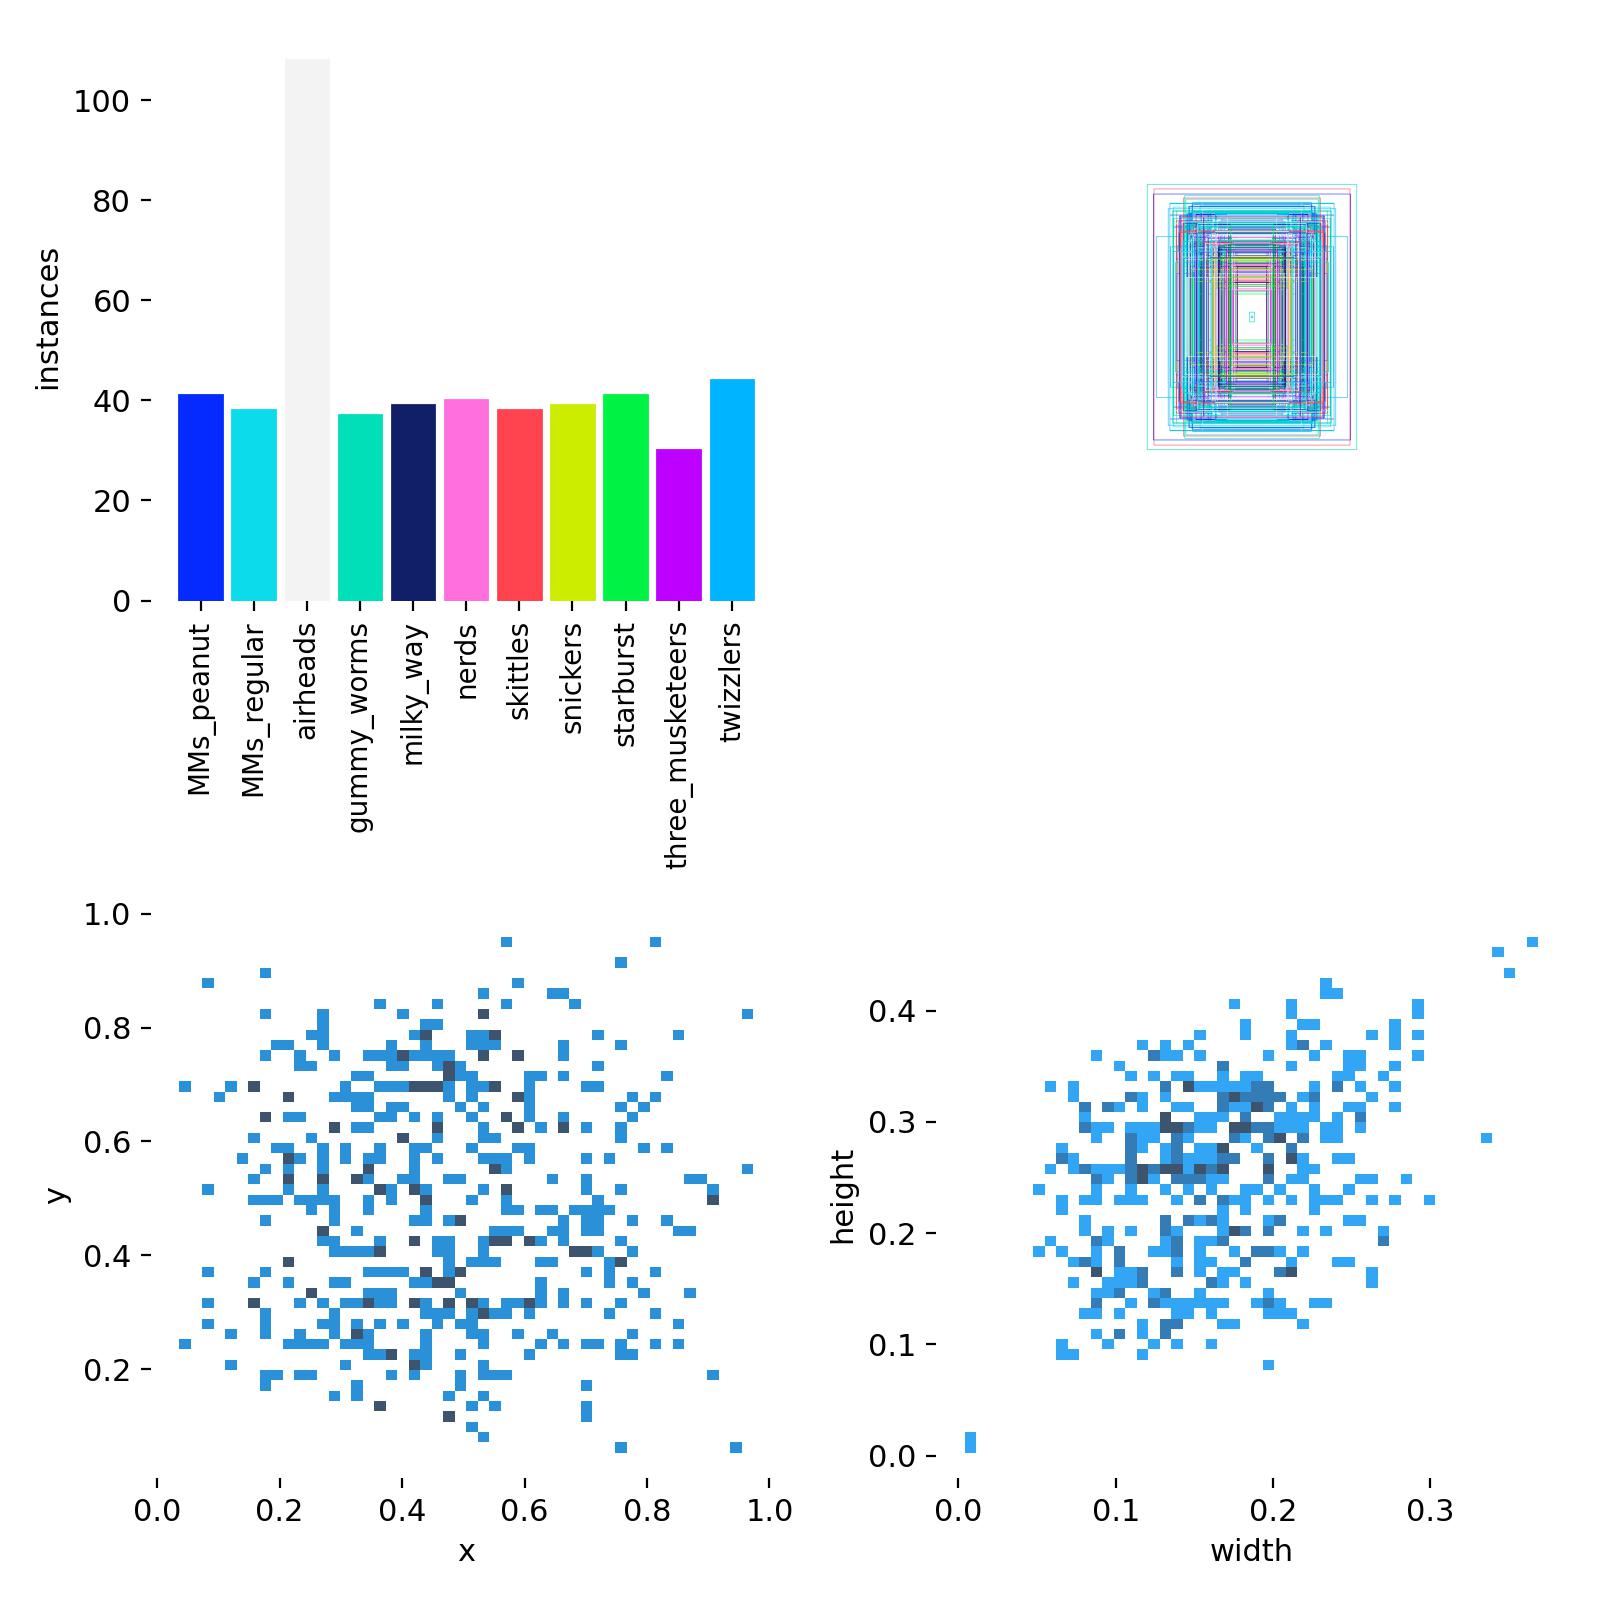 100
80
60
40
20
0
instances
MMs_peanut
MMs_regular
airheads
gummy_worms
milky_way
nerds
skittles
snickers
starburst
three_musketeers
twizzlers
1.0
0.8
0.6
0.4
0.2
y
0.0 0.2 0.4 0.6 0.8 1.0
x
0.4
0.3
0.2
0.1
0.0
height
0.0 0.1 0.2 0.3
width